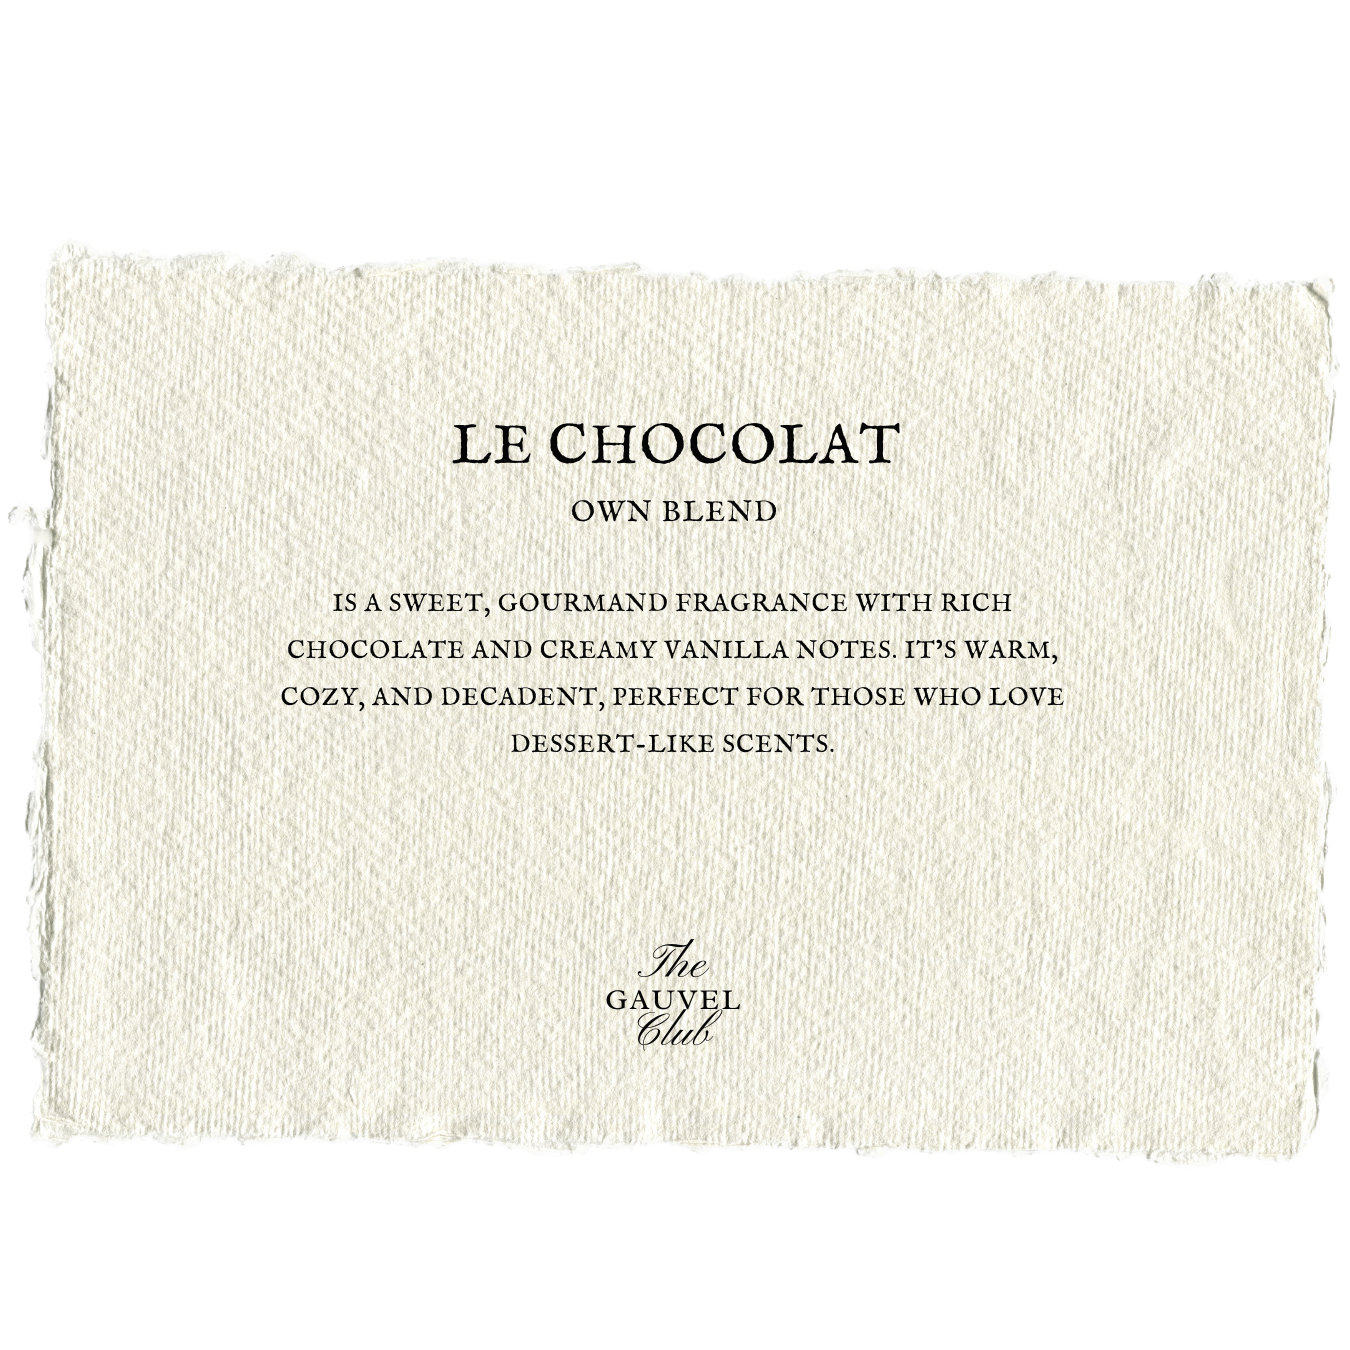 LE CHOCOLAT
OWN BLEND
IS A SWEET, GOURMAND FRAGRANCE WITH RICH
CHOCOLATE AND CREAMY VANILLA NOTES. IT'S WARM,
COZY, AND DECADENT, PERFECT FOR THOSE WHO LOVE
DESSERT-LIKE SCENTS.
The
GAUVEL
Club